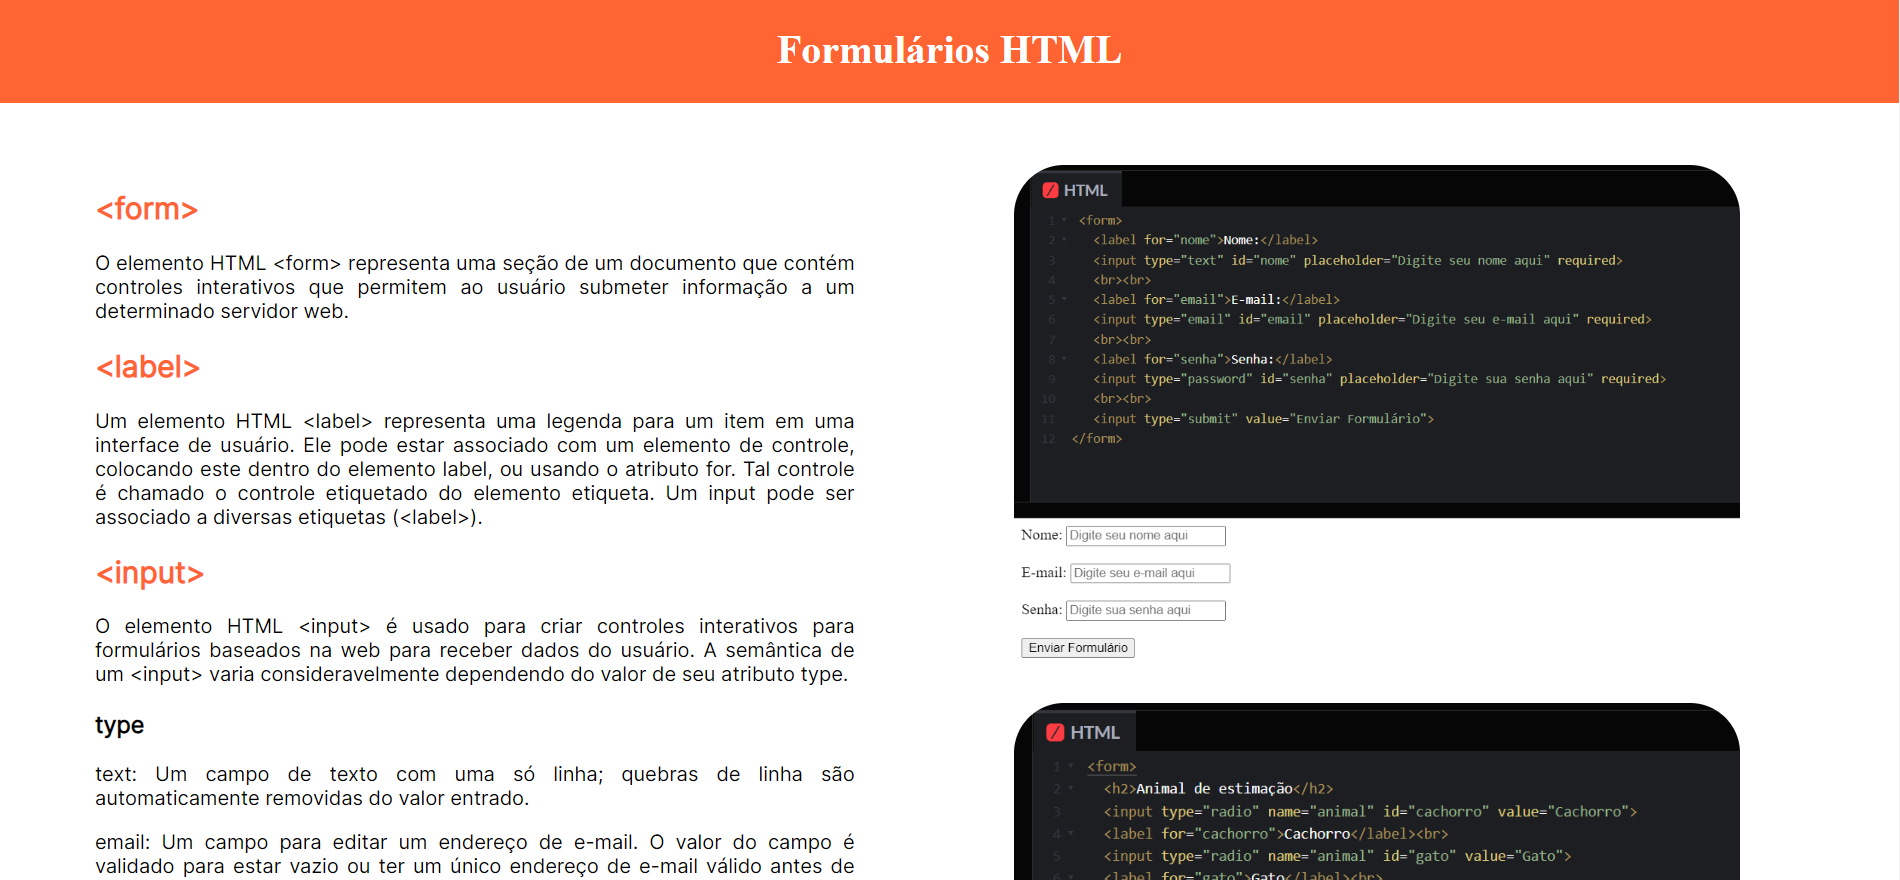 Formulários HTML
<form>
O elemento HTML <form> representa uma seção de um documento que contém
controles interativos que permitem ao usuário submeter informação a um
determinado servidor web.
<label>
Um elemento HTML <label> representa uma legenda para um item em uma
interface de usuário. Ele pode estar associado com um elemento de controle,
colocando este dentro do elemento label, ou usando o atributo for. Tal controle
é chamado o controle etiquetado do elemento etiqueta. Um input pode ser
associado a diversas etiquetas (<label>).
<input>
O elemento HTML <input> é usado para criar controles interativos para
formulários baseados na web para receber dados do usuário. A semântica de
um <input> varia consideravelmente dependendo do valor de seu atributo type.
type
text: Um campo de texto com uma só linha; quebras de linha são
automaticamente removidas do valor entrado.
email: Um campo para editar um endereço de e-mail. O valor do campo é
validado para estar vazio ou ter um único endereço de e-mail válido antes de
HTML
1 <form>
2 <label for="nome">Nome:</label>
3 <input type="text" id="nome" placeholder="Digite seu nome aqui" required>
4 <br><br>
5 <label for="email">E-mail:</label>
6 <input type="email" id="email" placeholder="Digite seu e-mail aqui" required>
7 <br><br>
8 <label for="senha">Senha:</label>
9 <input type="password" id="senha" placeholder="Digite sua senha aqui" required>
10 <br><br>
11 <input type="submit" value="Enviar Formulário">
12 </form>
Nome: Digite seu nome aqui
E-mail: Digite seu e-mail aqui
Senha: Digite sua senha aqui
Enviar Formulário
HTML
1 <form>
2 <h2>Animal de estimação</h2>
3 <input type="radio" name="animal" id="cachorro" value="Cachorro">
4 <label for="cachorro">Cachorro</label><br>
5 <input type="radio" name="animal" id="gato" value="Gato">
6 <label for="gato">Gato</label><br>